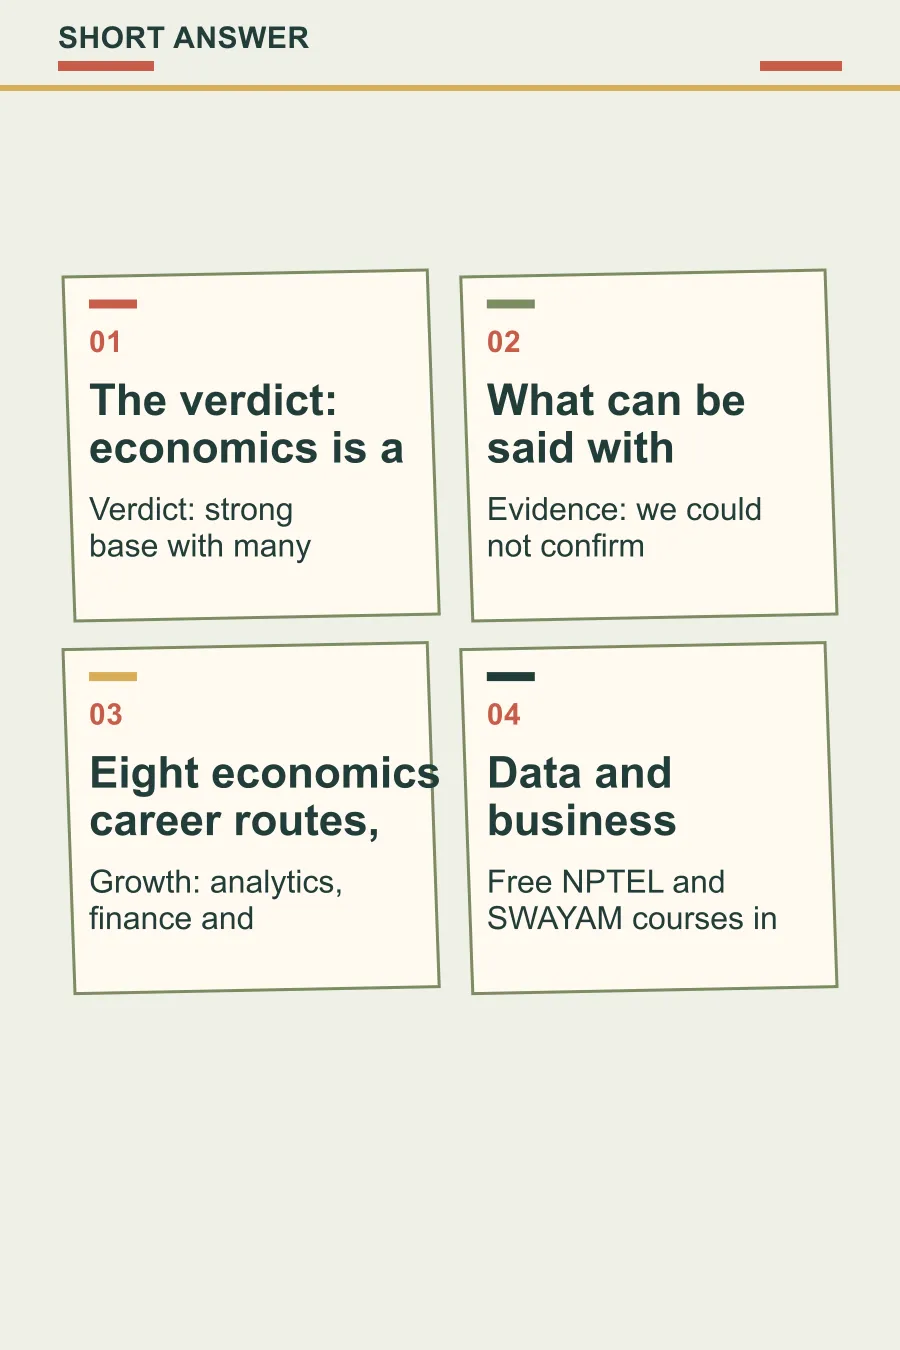 SHORT ANSWER
01
The verdict:
economics is a
Verdict: strong
base with many
02
What can be
said with
Evidence: we could
not confirm
03
Eight economics
career routes,
Growth: analytics,
finance and
04
Data and
business
Free NPTEL and
SWAYAM courses in